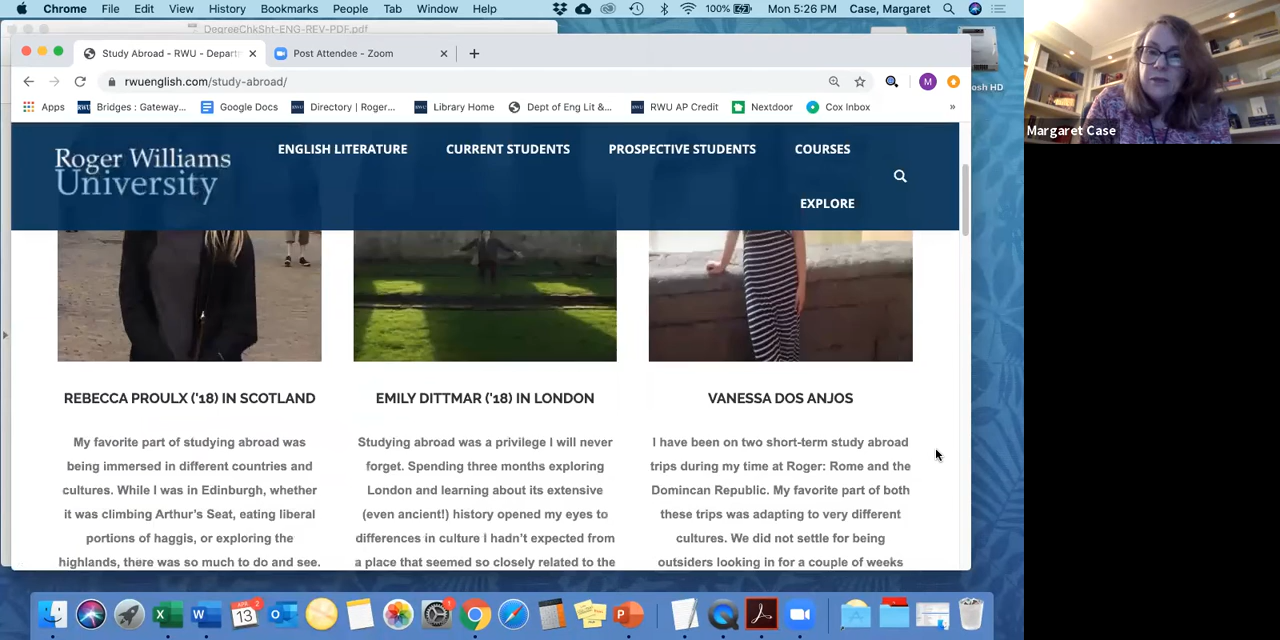 Chrome File Edit View History Bookmarks People Tab Window Help 100% Mon 5:26 PM Case, Margaret
DegreeChkSht-ENG-REV-PDF.pdf
Study Abroad - RWU - Departm Post Attendee - Zoom
rwuenglish.com/study-abroad/ M
Apps Bridges : Gateway... Google Docs Directory | Roger... Library Home Dept of Eng Lit &... RWU AP Credit Nextdoor Cox Inbox »
osh HD
Margaret Case
Roger Williams
University
ENGLISH LITERATURE CURRENT STUDENTS PROSPECTIVE STUDENTS COURSES
EXPLORE
REBECCA PROULX ('18) IN SCOTLAND
My favorite part of studying abroad was
being immersed in different countries and
cultures. While I was in Edinburgh, whether
it was climbing Arthur's Seat, eating liberal
portions of haggis, or exploring the
highlands, there was so much to do and see.
EMILY DITTMAR ('18) IN LONDON
Studying abroad was a privilege I will never
forget. Spending three months exploring
London and learning about its extensive
(even ancient!) history opened my eyes to
differences in culture I hadn't expected from
a place that seemed so closely related to the
VANESSA DOS ANJOS
I have been on two short-term study abroad
trips during my time at Roger: Rome and the
Domincan Republic. My favorite part of both
these trips was adapting to very different
cultures. We did not settle for being
outsiders looking in for a couple of weeks
APR 2
13